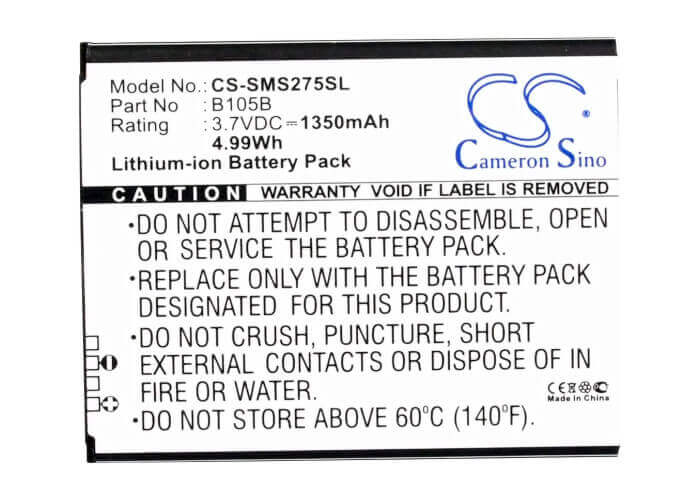 Model No.: CS-SMS275SL
Part No.: B105B
Rating: 3.7VDC⎓1350mAh
4.99Wh
Lithium-ion Battery Pack
CS
Cameron Sino
CAUTION WARRANTY VOID IF LABEL IS REMOVED
•DO NOT ATTEMPT TO DISASSEMBLE, OPEN
OR SERVICE THE BATTERY PACK.
•REPLACE ONLY WITH THE BATTERY PACK
DESIGNATED FOR THIS PRODUCT.
•DO NOT CRUSH, PUNCTURE, SHORT
EXTERNAL CONTACTS OR DISPOSE OF IN
FIRE OR WATER.
•DO NOT STORE ABOVE 60°C (140°F).
CE
Made in China